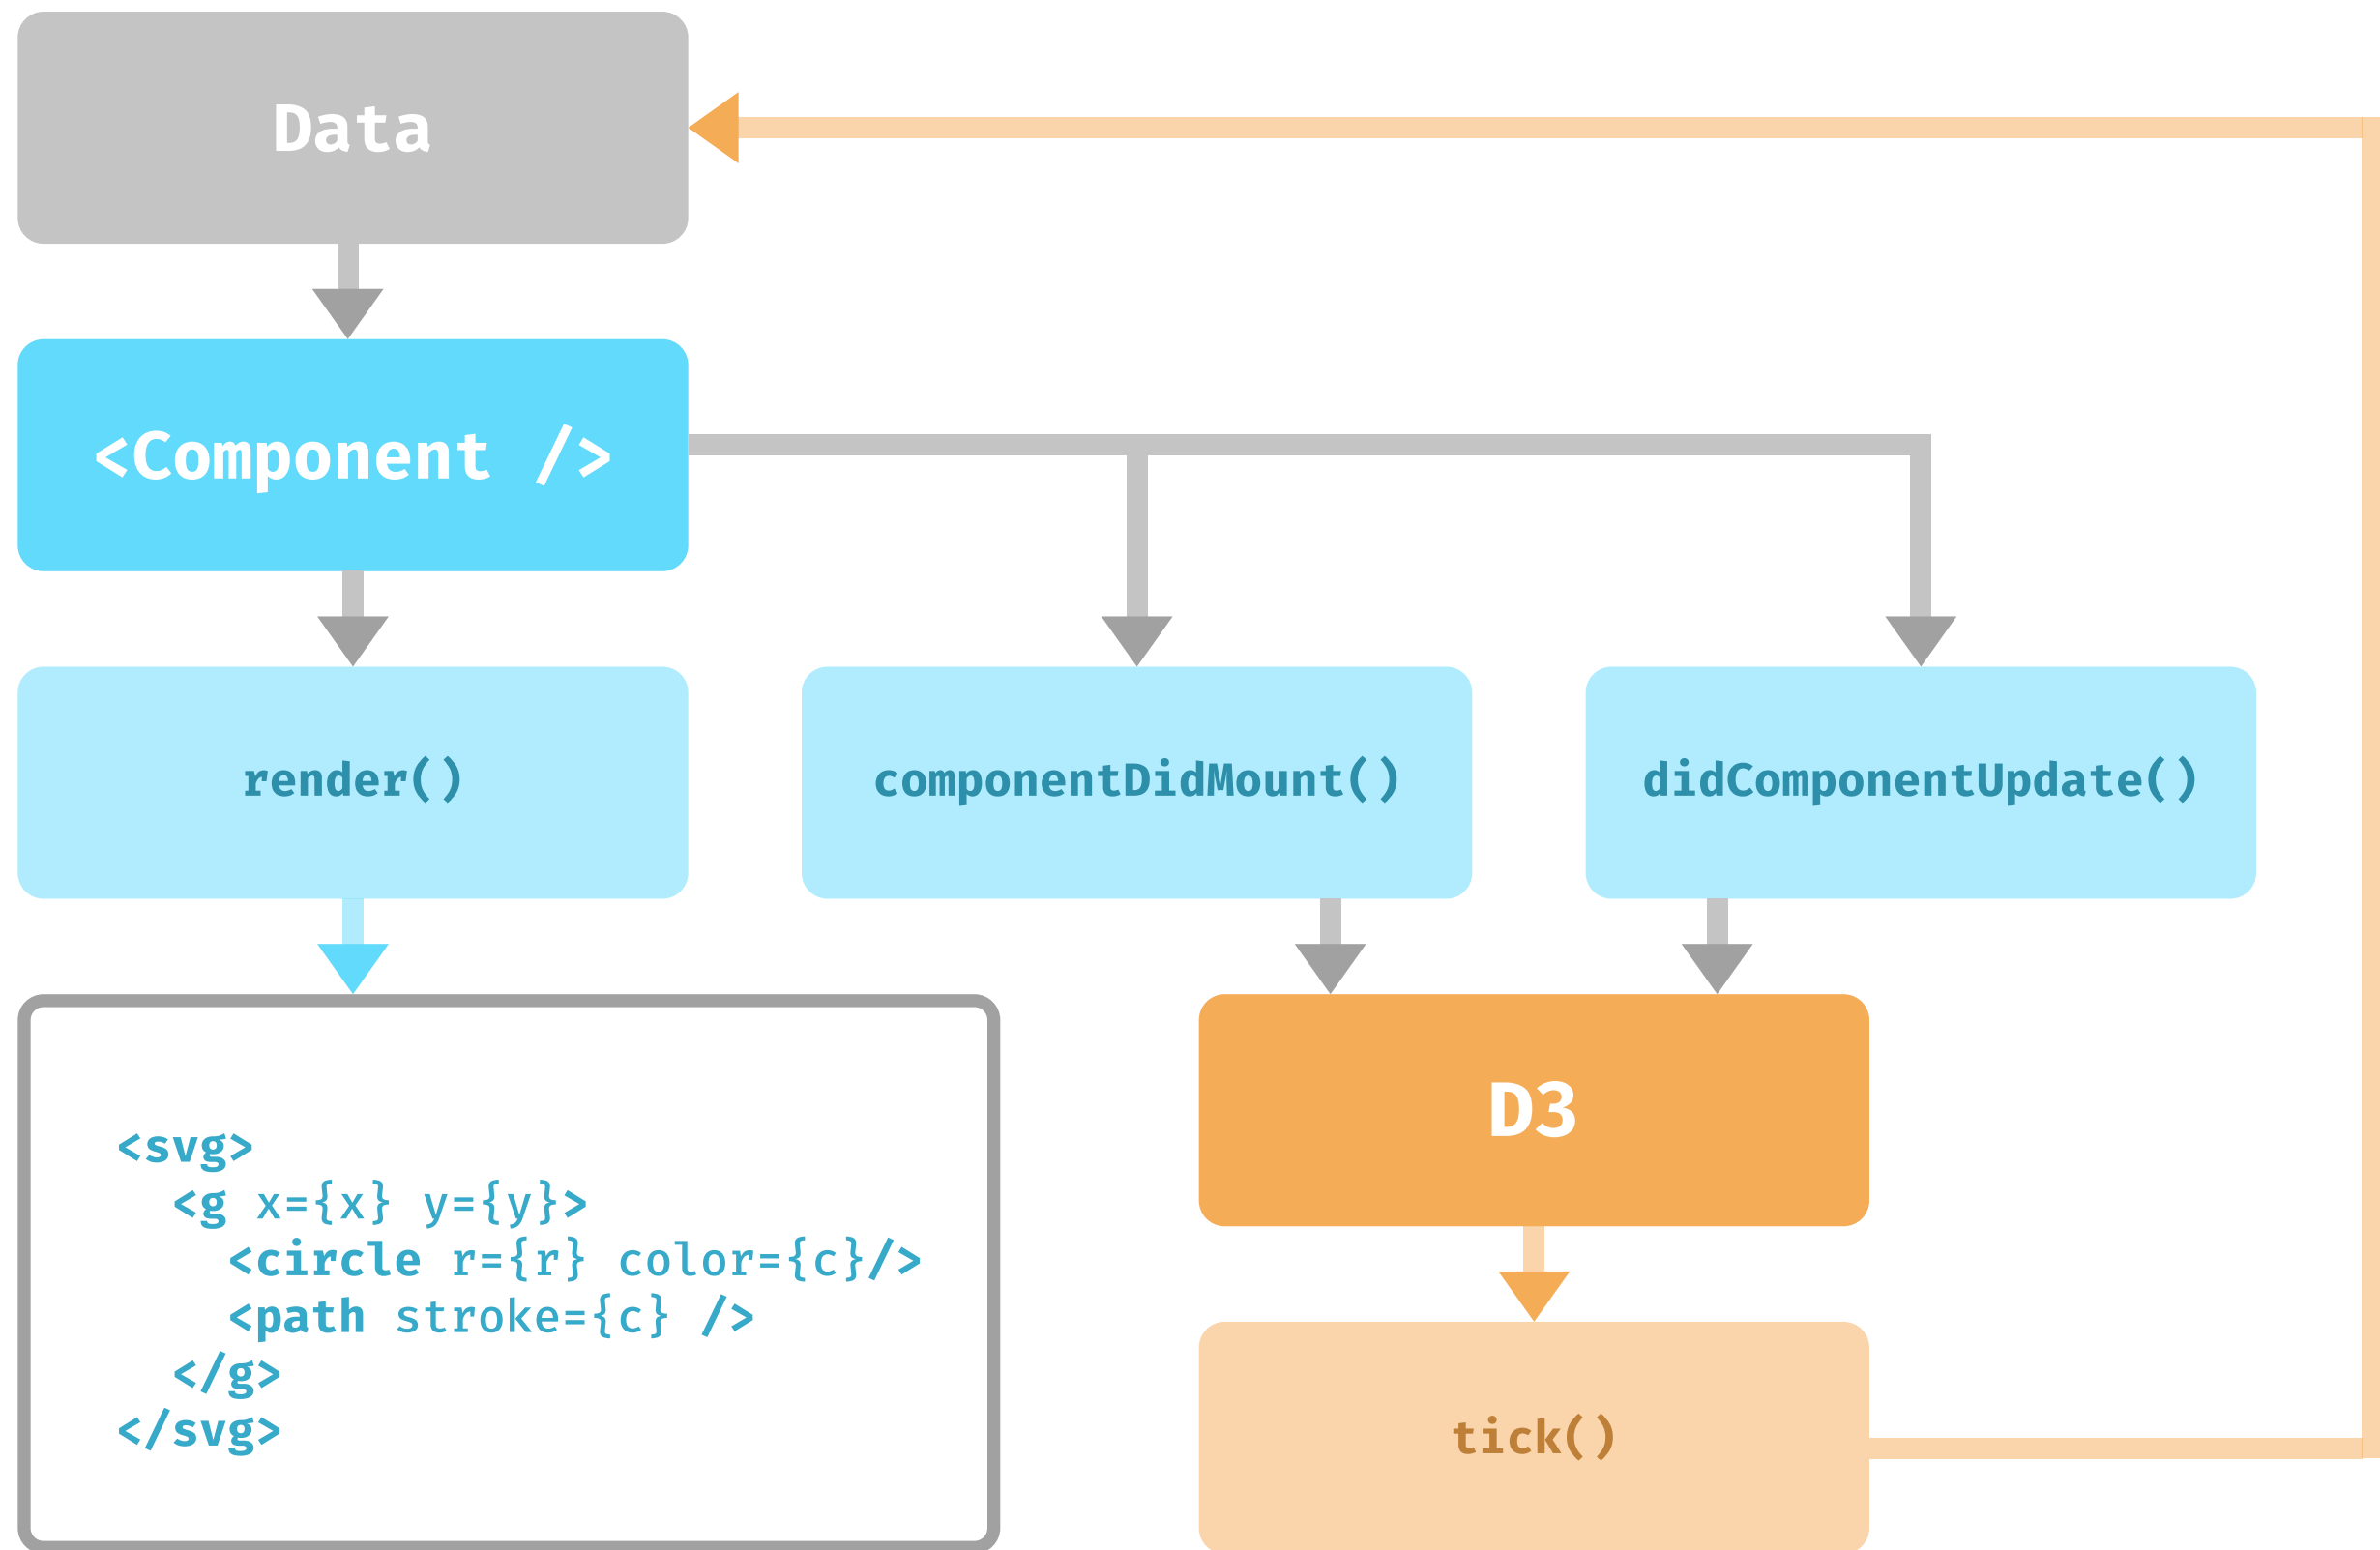 Data
<Component />
render()
componentDidMount()
didComponentUpdate()
<svg>
<g x={x} y={y}>
<circle r={r} color={c}/>
<path stroke={c} />
</g>
</svg>
D3
tick()